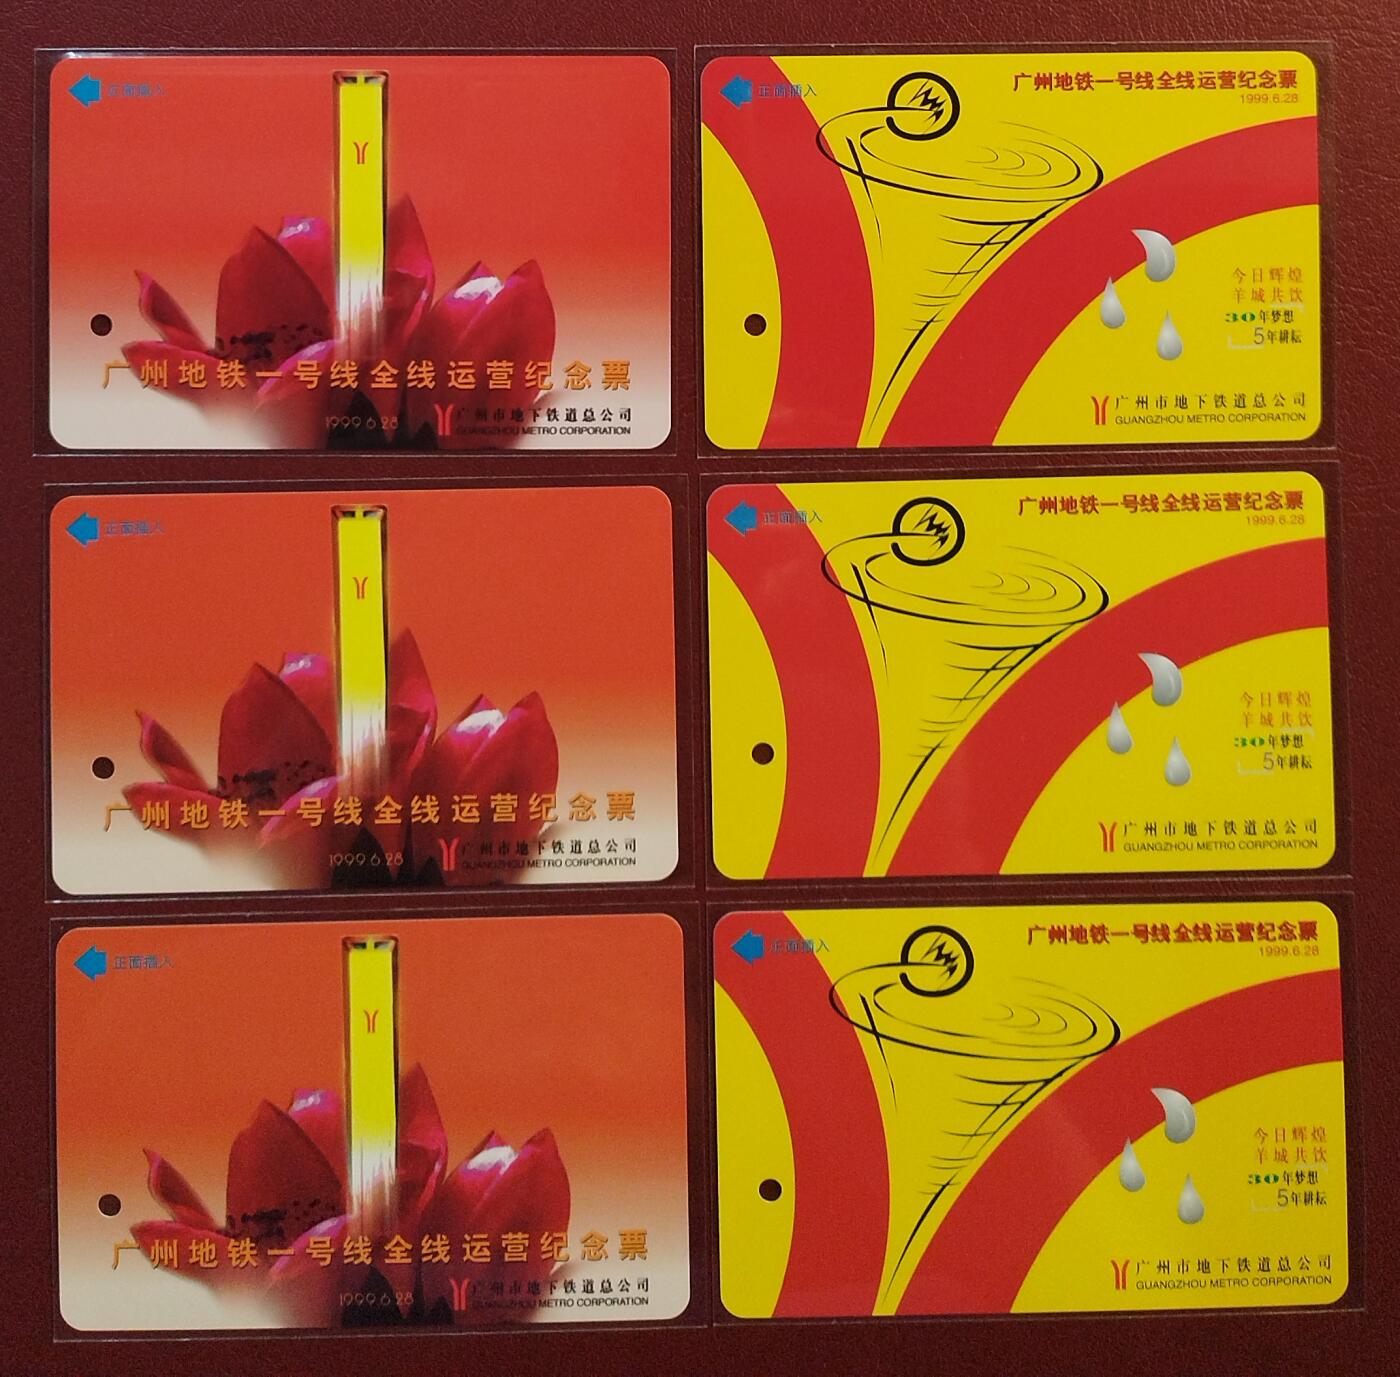 正面插入
广州地铁一号线全线运营纪念票
1999.6.28
广州市地下铁道总公司
GUANGZHOU METRO CORPORATION
正面插入
广州地铁一号线全线运营纪念票
1999.6.28
今日辉煌
羊城共饮
30年梦想
5年耕耘
广州市地下铁道总公司
GUANGZHOU METRO CORPORATION
正面插入
广州地铁一号线全线运营纪念票
1999.6.28
广州市地下铁道总公司
GUANGZHOU METRO CORPORATION
正面插入
广州地铁一号线全线运营纪念票
1999.6.28
今日辉煌
羊城共饮
30年梦想
5年耕耘
广州市地下铁道总公司
GUANGZHOU METRO CORPORATION
正面插入
广州地铁一号线全线运营纪念票
1999.6.28
广州市地下铁道总公司
GUANGZHOU METRO CORPORATION
正面插入
广州地铁一号线全线运营纪念票
1999.6.28
今日辉煌
羊城共饮
30年梦想
5年耕耘
广州市地下铁道总公司
GUANGZHOU METRO CORPORATION